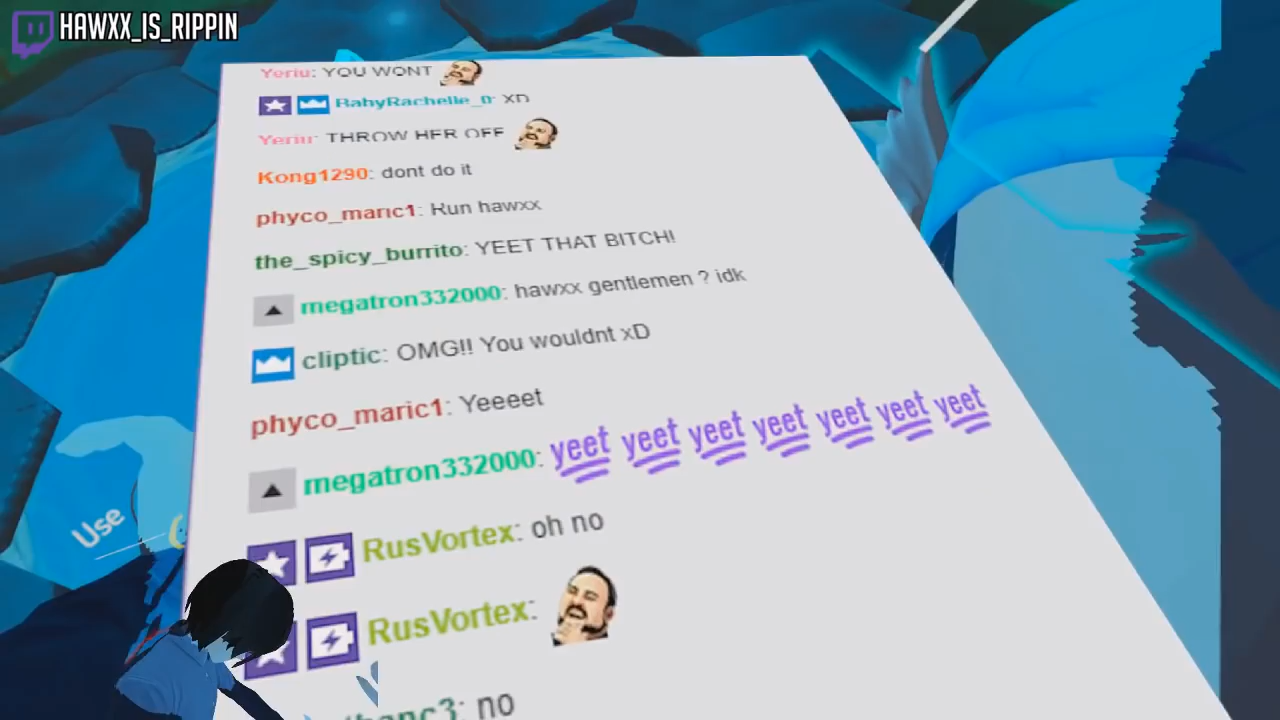 HAWXX_IS_RIPPIN
Yeriu: YOU WONT
BabyRachelle_0: XD
Yeriu: THROW HER OFF
Kong1290: dont do it
phyco_maric1: Run hawxx
the_spicy_burrito: YEET THAT BITCH!
megatron332000: hawxx gentlemen ? idk
cliptic: OMG!! You wouldnt xD
phyco_maric1: Yeeeet
megatron332000: yeet yeet yeet yeet yeet yeet yeet
Use
RusVortex: oh no
RusVortex:
no